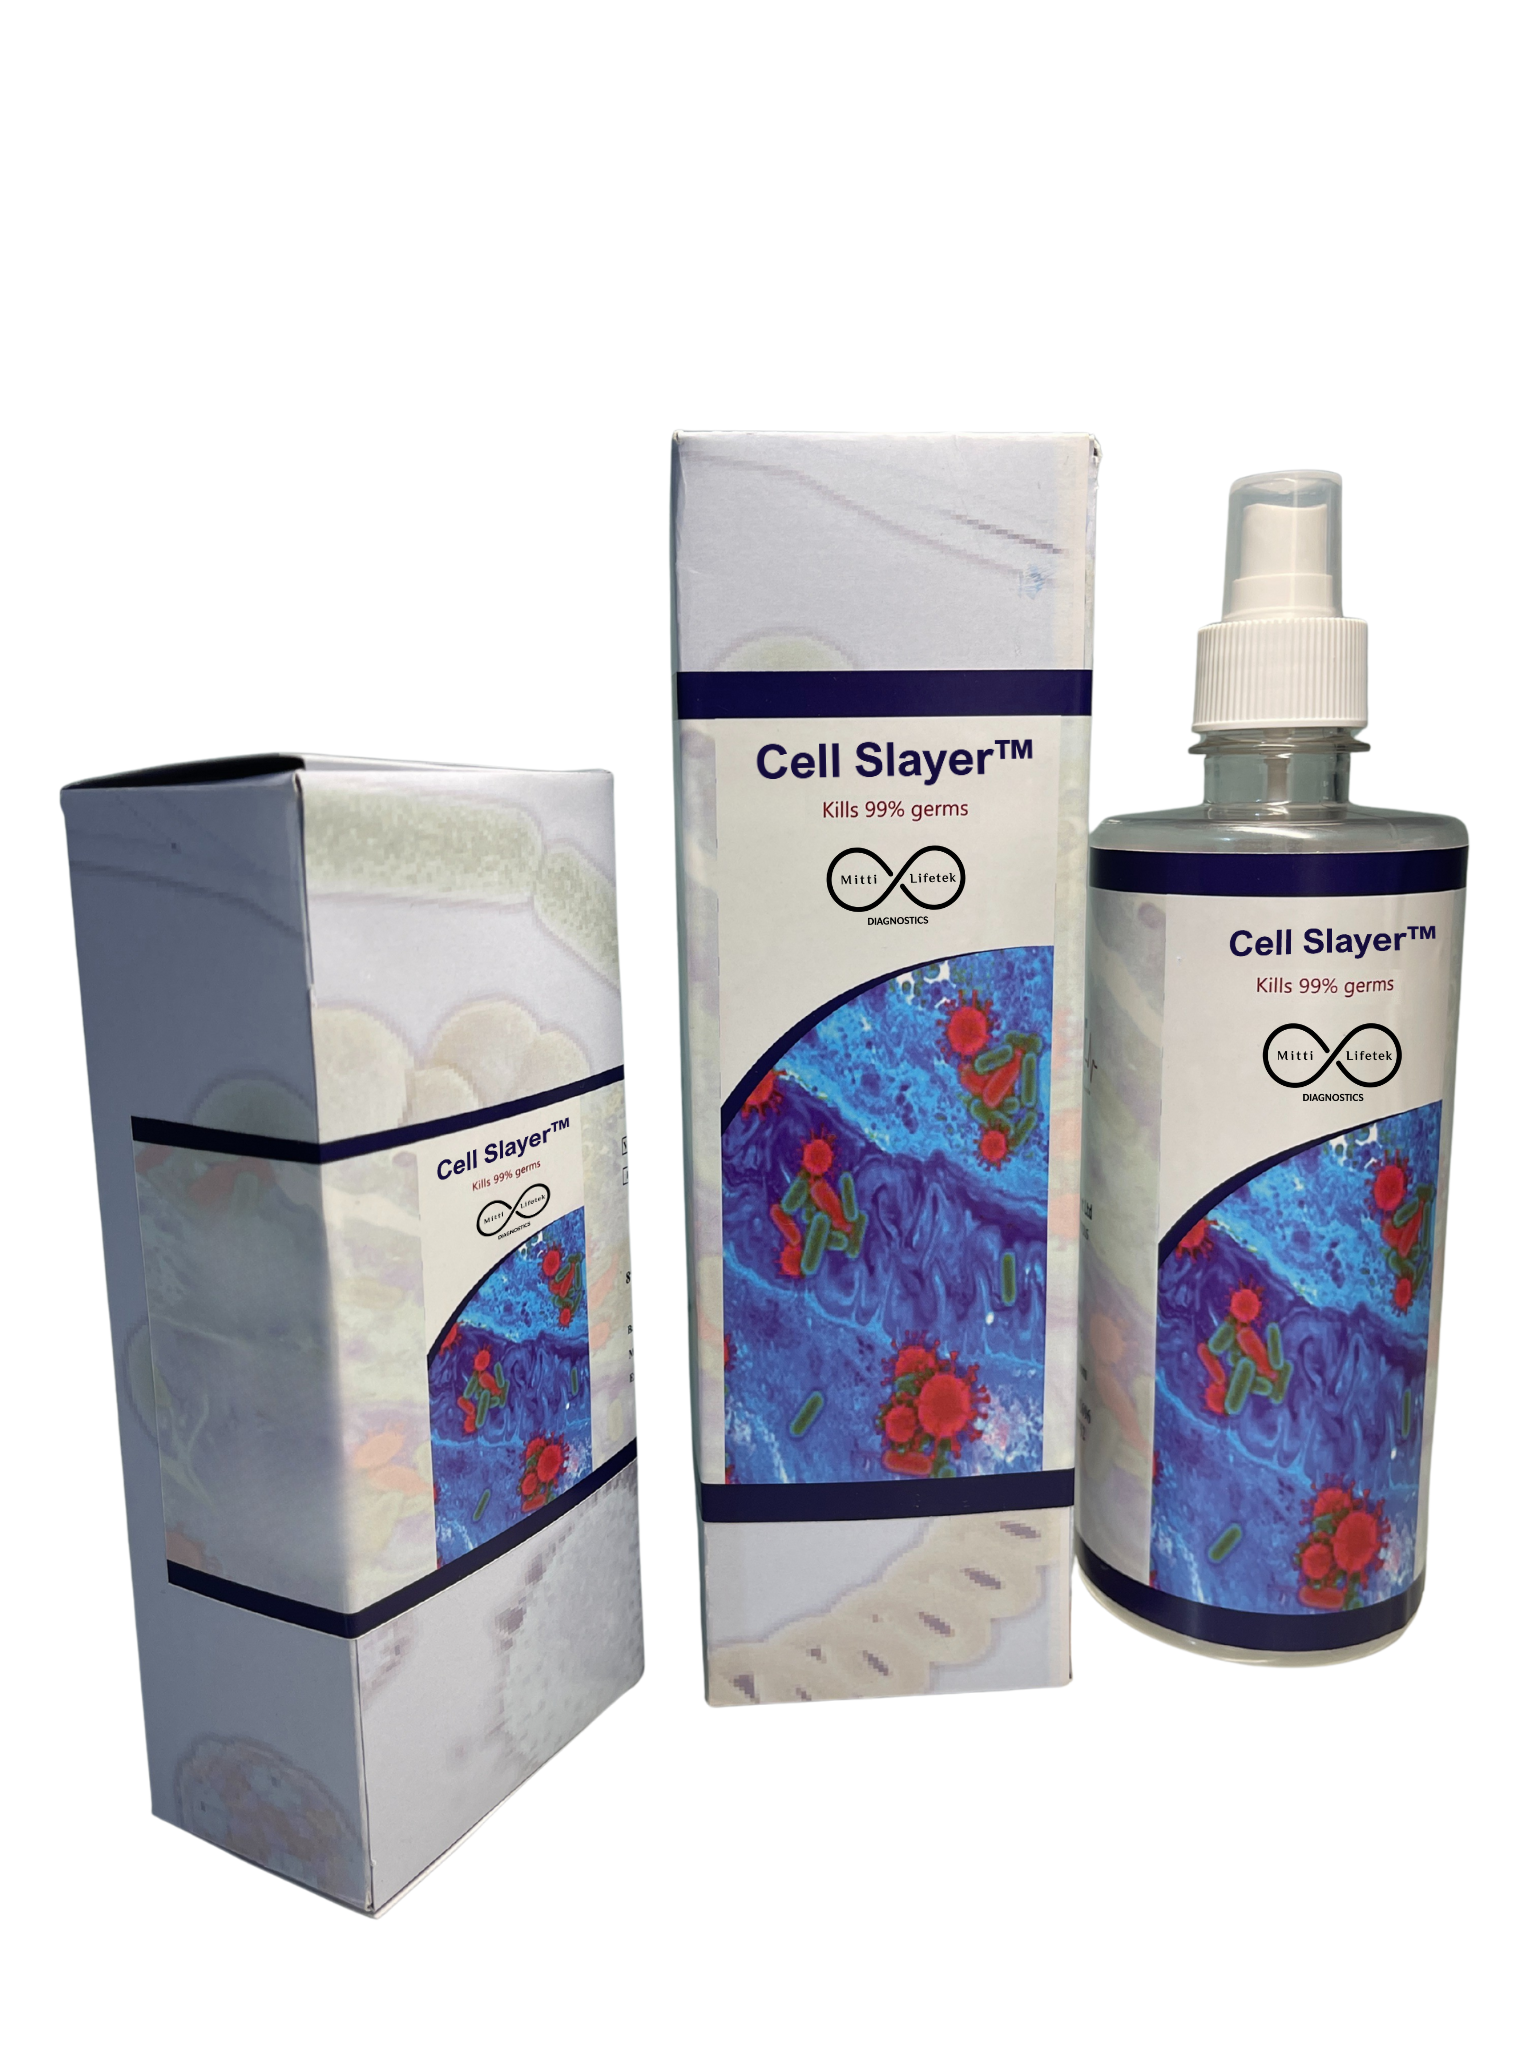 Cell Slayer™
Kills 99% germs
Mitti Lifetek
DIAGNOSTICS
Cell Slayer™
Kills 99% germs
Mitti Lifetek
DIAGNOSTICS
Cell Slayer™
Kills 99% germs
Mitti Lifetek
DIAGNOSTICS